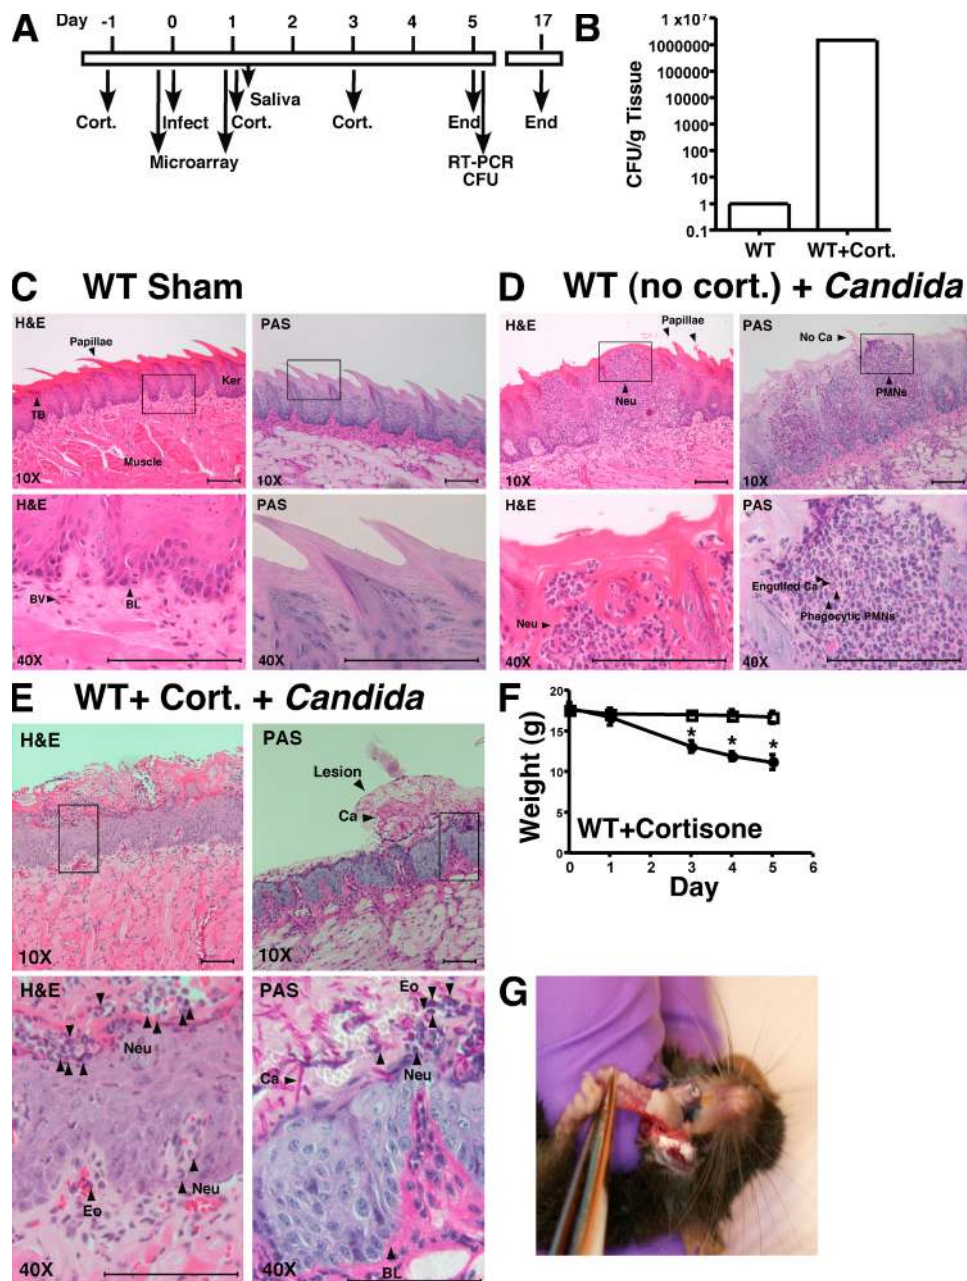 A
Day -1 0 1 2 3 4 5 17
Saliva
Cort. Infect Cort. Cort. End End
Microarray RT-PCR
CFU
B
1 x10⁷
1000000
100000
10000
1000
100
10
1
0.1
CFU/g Tissue
WT WT+Cort.
C WT Sham
H&E
Papillae
Ker
TB
Muscle
10X
PAS
10X
H&E
BV
BL
40X
PAS
40X
D WT (no cort.) + Candida
H&E
Papillae
Neu
10X
PAS
No Ca
PMNs
10X
H&E
Neu
40X
PAS
Engulfed Ca
Phagocytic PMNs
40X
E WT+ Cort. + Candida
H&E
10X
PAS
Lesion
Ca
10X
H&E
Neu
Neu
Eo
40X
PAS
Eo
Neu
Ca
BL
40X
F
20
15
10
5
0
Weight (g)
* * *
WT+Cortisone
0 1 2 3 4 5 6
Day
G